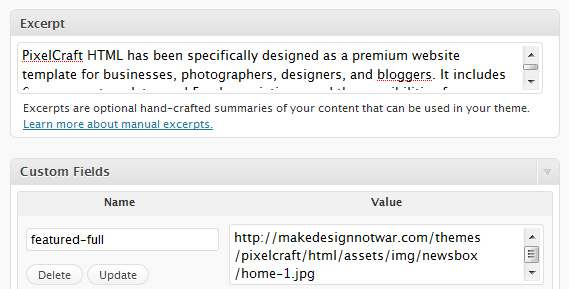 Excerpt
PixelCraft HTML has been specifically designed as a premium website
template for businesses, photographers, designers, and bloggers. It includes
Excerpts are optional hand-crafted summaries of your content that can be used in your theme.
Learn more about manual excerpts.
Custom Fields
Name Value
featured-full
http://makedesignnotwar.com/themes
/pixelcraft/html/assets/img/newsbox
/home-1.jpg
Delete Update